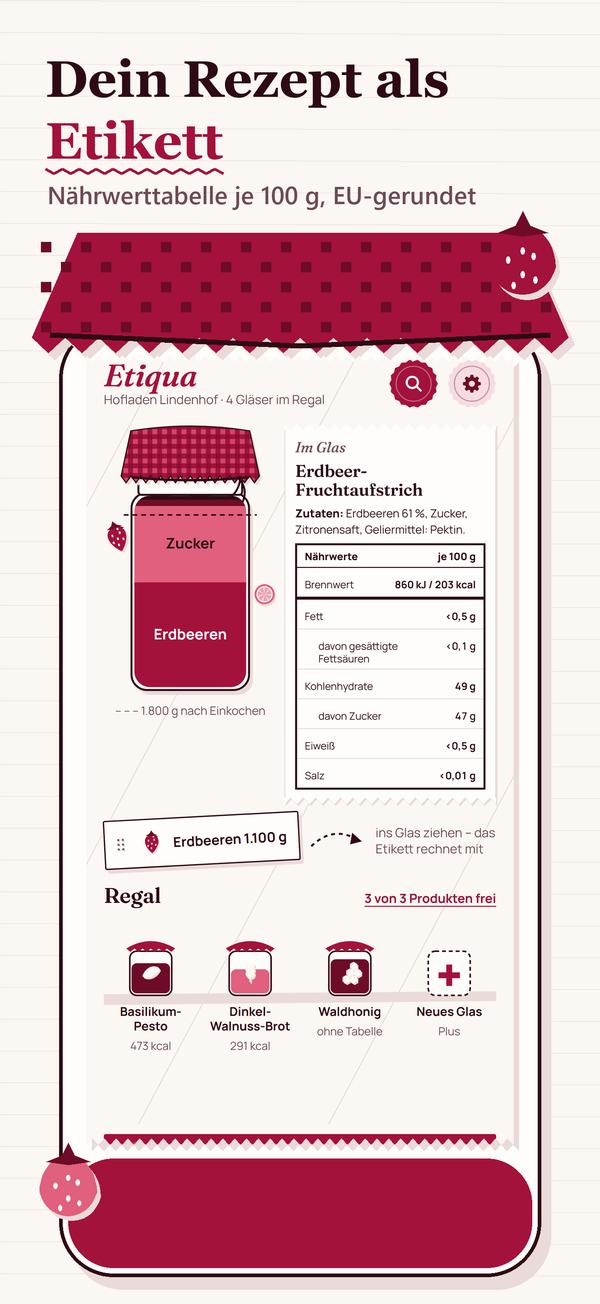 Dein Rezept als
Etikett
Nährwerttabelle je 100 g, EU-gerundet
Etiqua
Hofladen Lindenhof · 4 Gläser im Regal
Zucker
Erdbeeren
– – – 1.800 g nach Einkochen
Im Glas
Erdbeer-
Fruchtaufstrich
Zutaten: Erdbeeren 61 %, Zucker,
Zitronensaft, Geliermittel: Pektin.
Nährwerte je 100 g
Brennwert 860 kJ / 203 kcal
Fett <0,5 g
davon gesättigte <0,1 g
Fettsäuren
Kohlenhydrate 49 g
davon Zucker 47 g
Eiweiß <0,5 g
Salz <0,01 g
Erdbeeren 1.100 g
ins Glas ziehen – das
Etikett rechnet mit
Regal
3 von 3 Produkten frei
Basilikum-
Pesto
473 kcal
Dinkel-
Walnuss-Brot
291 kcal
Waldhonig
ohne Tabelle
Neues Glas
Plus